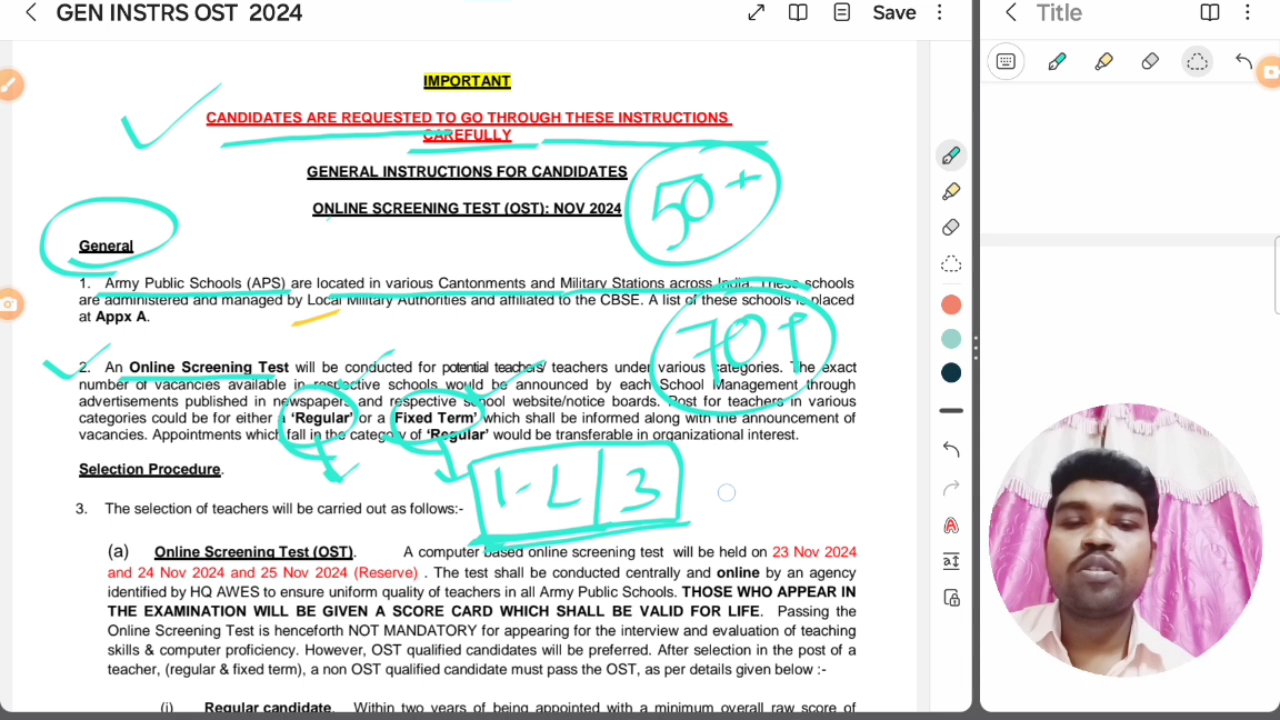 GEN INSTRS OST 2024
Save
Title
IMPORTANT
CANDIDATES ARE REQUESTED TO GO THROUGH THESE INSTRUCTIONS
CAREFULLY
GENERAL INSTRUCTIONS FOR CANDIDATES
ONLINE SCREENING TEST (OST): NOV 2024
50+
General
1. Army Public Schools (APS) are located in various Cantonments and Military Stations across India. These schools
are administered and managed by Local Military Authorities and affiliated to the CBSE. A list of these schools is placed
at Appx A.
2. An Online Screening Test will be conducted for potential teachers/ teachers under various categories. The exact
number of vacancies available in respective schools would be announced by each School Management through
advertisements published in newspapers and respective school website/notice boards. Post for teachers in various
categories could be for either a 'Regular' or a 'Fixed Term' which shall be informed along with the announcement of
vacancies. Appointments which fall in the category of 'Regular' would be transferable in organizational interest.
Selection Procedure.
3. The selection of teachers will be carried out as follows:-
(a) Online Screening Test (OST). A computer based online screening test will be held on 23 Nov 2024
and 24 Nov 2024 and 25 Nov 2024 (Reserve) . The test shall be conducted centrally and online by an agency
identified by HQ AWES to ensure uniform quality of teachers in all Army Public Schools. THOSE WHO APPEAR IN
THE EXAMINATION WILL BE GIVEN A SCORE CARD WHICH SHALL BE VALID FOR LIFE. Passing the
Online Screening Test is henceforth NOT MANDATORY for appearing for the interview and evaluation of teaching
skills & computer proficiency. However, OST qualified candidates will be preferred. After selection in the post of a
teacher, (regular & fixed term), a non OST qualified candidate must pass the OST, as per details given below :-
(i) Regular candidate. Within two years of being appointed with a minimum overall raw score of